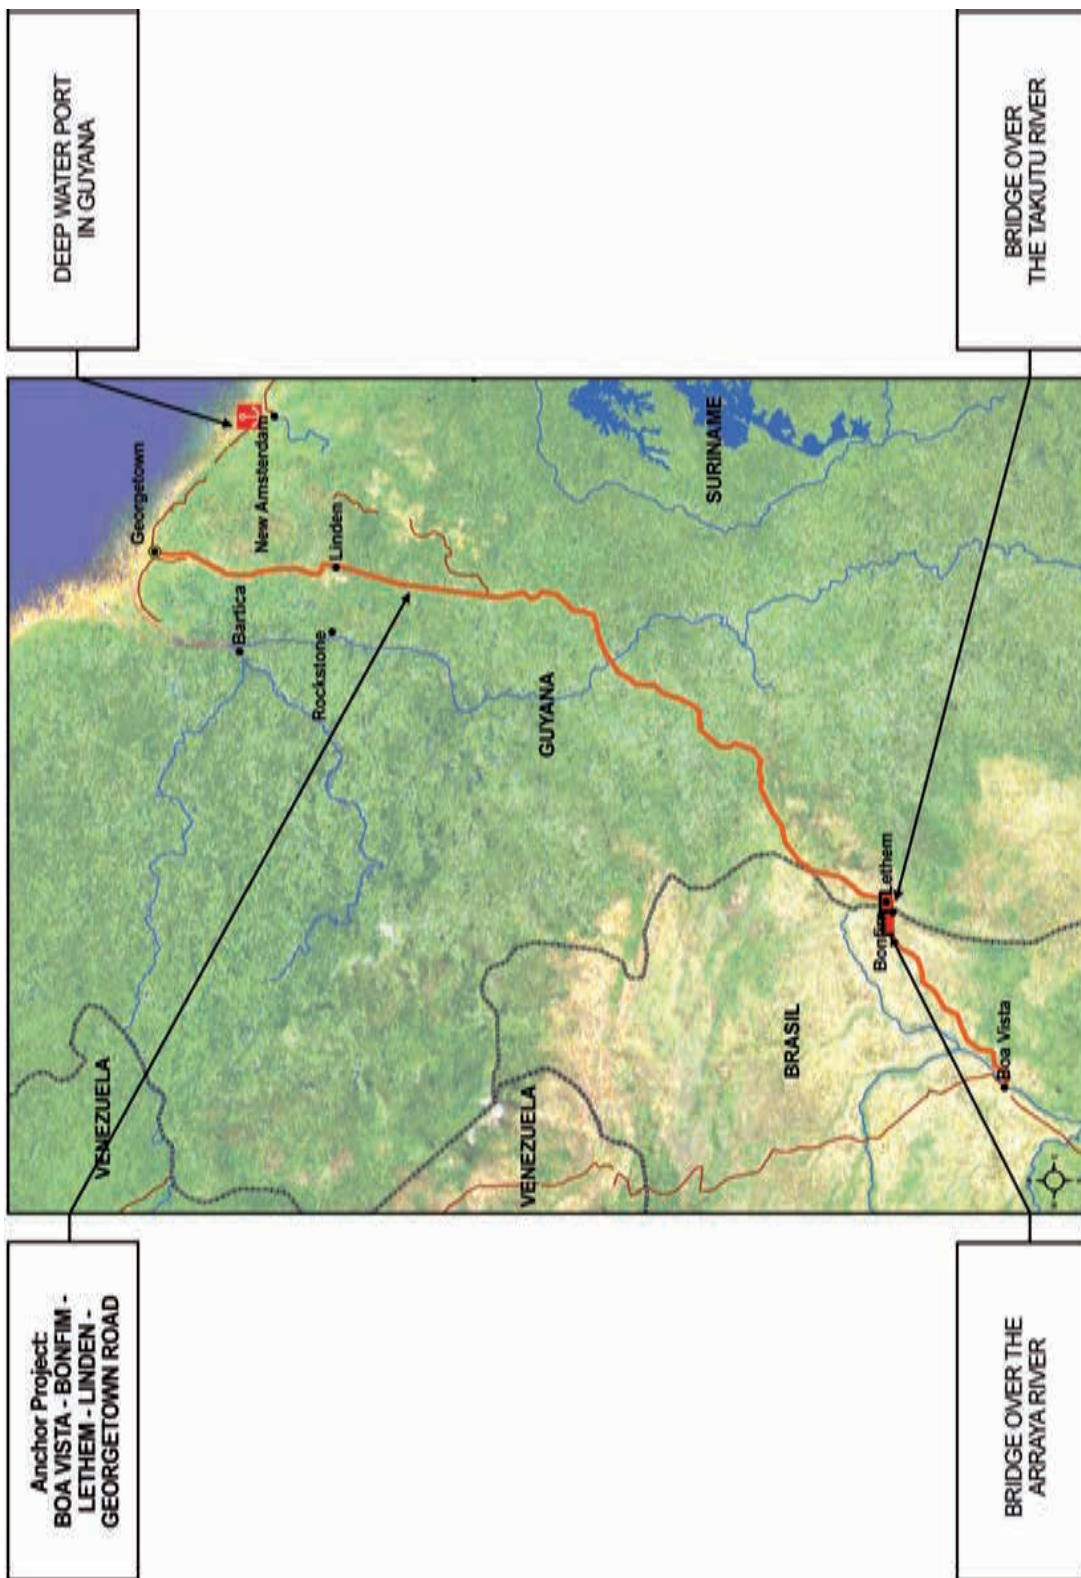 Anchor Project:
BOA VISTA - BONFIM -
LETHEM - LINDEN -
GEORGETOWN ROAD
DEEP WATER PORT
IN GUYANA
VENEZUELA
Georgetown
Bartica
New Amsterdam
Rockstone
Linden
VENEZUELA
GUYANA
SURINAME
BRASIL
Bonfim
Lethem
Boa Vista
BRIDGE OVER THE
ARRAYA RIVER
BRIDGE OVER
THE TAKUTU RIVER